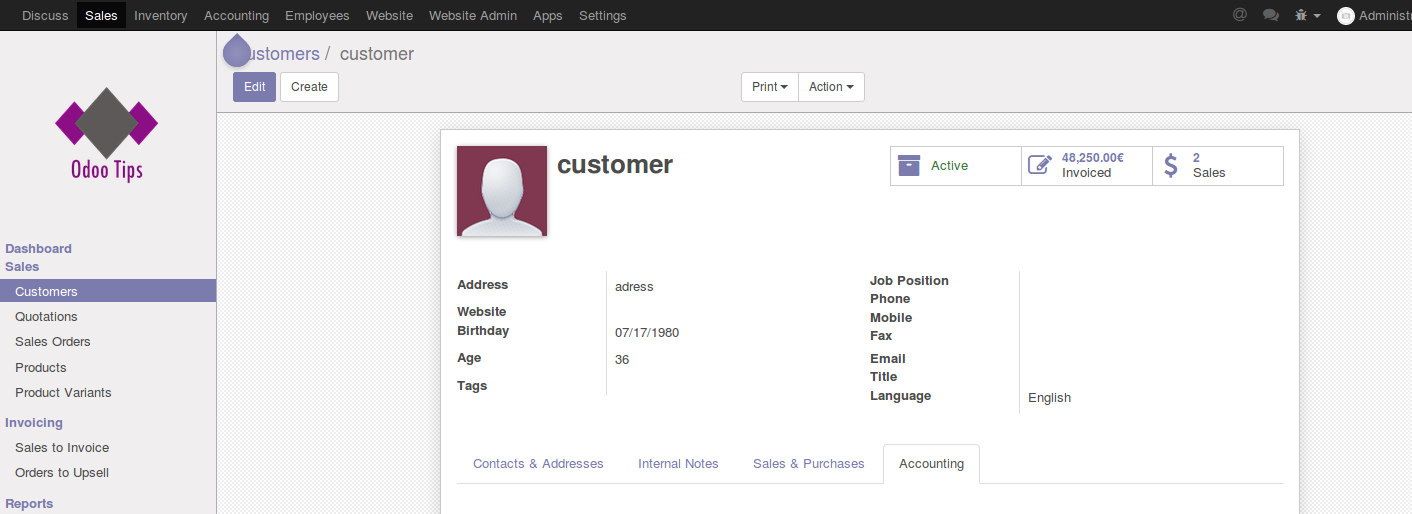 Discuss Sales Inventory Accounting Employees Website Website Admin Apps Settings @ Administr
ustomers / customer
Edit Create Print Action
Odoo Tips
Dashboard
Sales
Customers
Quotations
Sales Orders
Products
Product Variants
Invoicing
Sales to Invoice
Orders to Upsell
Reports
customer
Active
48,250.00€
Invoiced
2
Sales
Address adress
Website
Birthday 07/17/1980
Age 36
Tags
Job Position
Phone
Mobile
Fax
Email
Title
Language English
Contacts & Addresses Internal Notes Sales & Purchases Accounting